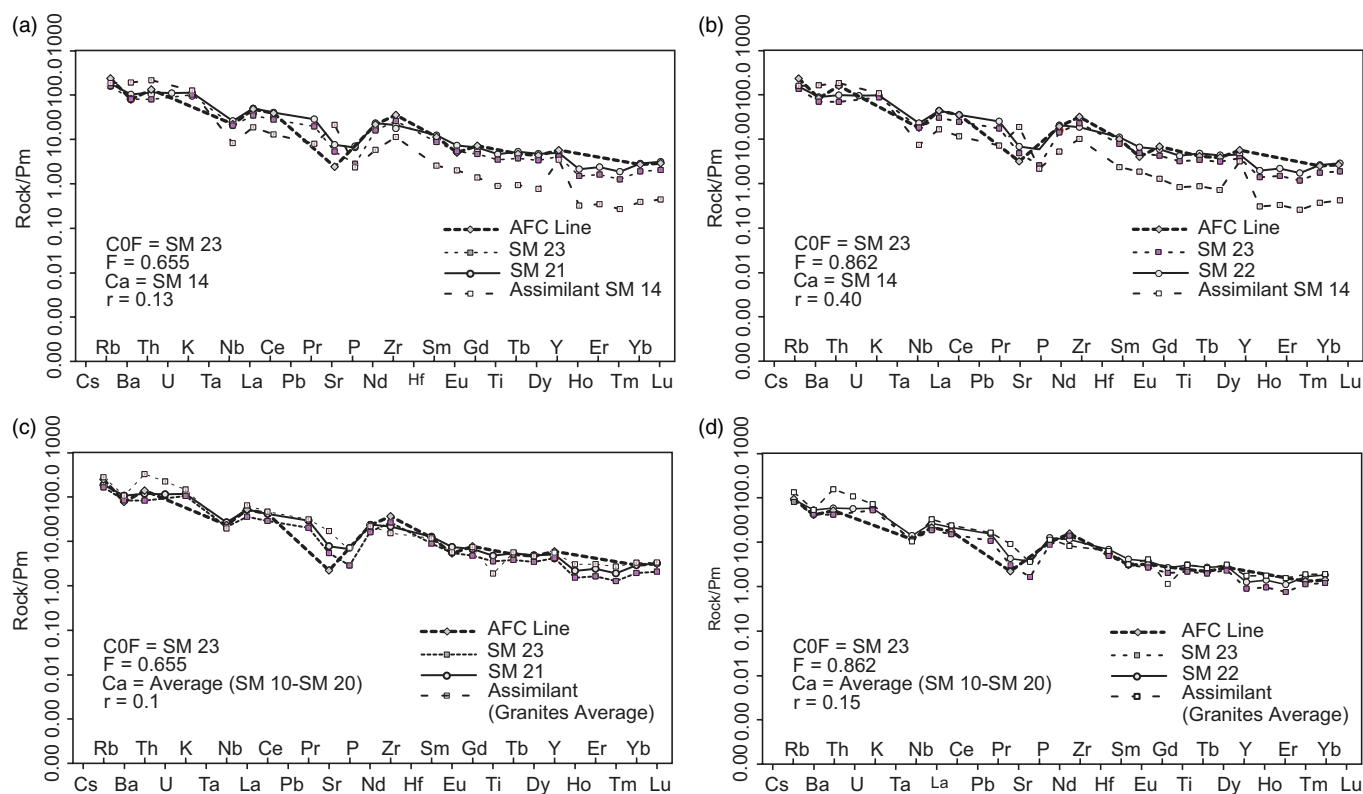 (a)
Rock/Pm
0.00 0.01 0.10 1.00 10.00 100.0 1000
C0F = SM 23
F = 0.655
Ca = SM 14
r = 0.13
AFC Line
SM 23
SM 21
Assimilant SM 14
Rb Th K Nb Ce Pr P Zr Sm Gd Tb Y Er Yb
Cs Ba U Ta La Pb Sr Nd Hf Eu Ti Dy Ho Tm Lu
(b)
Rock/Pm
0.00 0.01 0.10 1.00 10.00 100.0 1000
C0F = SM 23
F = 0.862
Ca = SM 14
r = 0.40
AFC Line
SM 23
SM 22
Assimilant SM 14
Rb Th K Nb Ce Pr P Zr Sm Gd Tb Y Er Yb
Cs Ba U Ta La Pb Sr Nd Hf Eu Ti Dy Ho Tm Lu
(c)
Rock/Pm
0.00 0.01 0.10 1.00 10.00 100.0 1000
C0F = SM 23
F = 0.655
Ca = Average (SM 10-SM 20)
r = 0.1
AFC Line
SM 23
SM 21
Assimilant
(Granites Average)
Rb Th K Nb Ce Pr P Zr Sm Gd Tb Y Er Yb
Cs Ba U Ta La Pb Sr Nd Hf Eu Ti Dy Ho Tm Lu
(d)
Rock/Pm
0.00 0.01 0.10 1.00 10.00 100.0 1000
C0F = SM 23
F = 0.862
Ca = Average (SM 10-SM 20)
r = 0.15
AFC Line
SM 23
SM 22
Assimilant
(Granites Average)
Rb Th K Nb Ce Pr P Zr Sm Gd Tb Y Er Yb
Cs Ba U Ta La Pb Sr Nd Hf Eu Ti Dy Ho Tm Lu